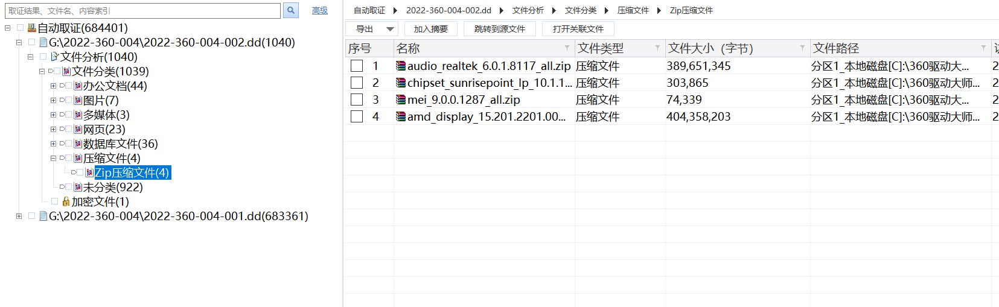 取证结果、文件名、内容索引
高级
自动取证(684401)
G:\2022-360-004\2022-360-004-002.dd(1040)
文件分析(1040)
文件分类(1039)
办公文档(44)
图片(7)
多媒体(3)
网页(23)
数据库文件(36)
压缩文件(4)
Zip压缩文件(4)
未分类(922)
加密文件(1)
G:\2022-360-004\2022-360-004-001.dd(683361)
自动取证 2022-360-004-002.dd 文件分析 文件分类 压缩文件 Zip压缩文件
导出 加入摘要 跳转到源文件 打开关联文件
序号 名称 文件类型 文件大小（字节） 文件路径
1 audio_realtek_6.0.1.8117_all.zip 压缩文件 389,651,345 分区1_本地磁盘[C]:\360驱动大... 2
2 chipset_sunrisepoint_lp_10.1.1... 压缩文件 303,865 分区1_本地磁盘[C]:\360驱动大师... 2
3 mei_9.0.0.1287_all.zip 压缩文件 74,339 分区1_本地磁盘[C]:\360驱动大... 2
4 amd_display_15.201.2201.00... 压缩文件 404,358,203 分区1_本地磁盘[C]:\360驱动大师... 2